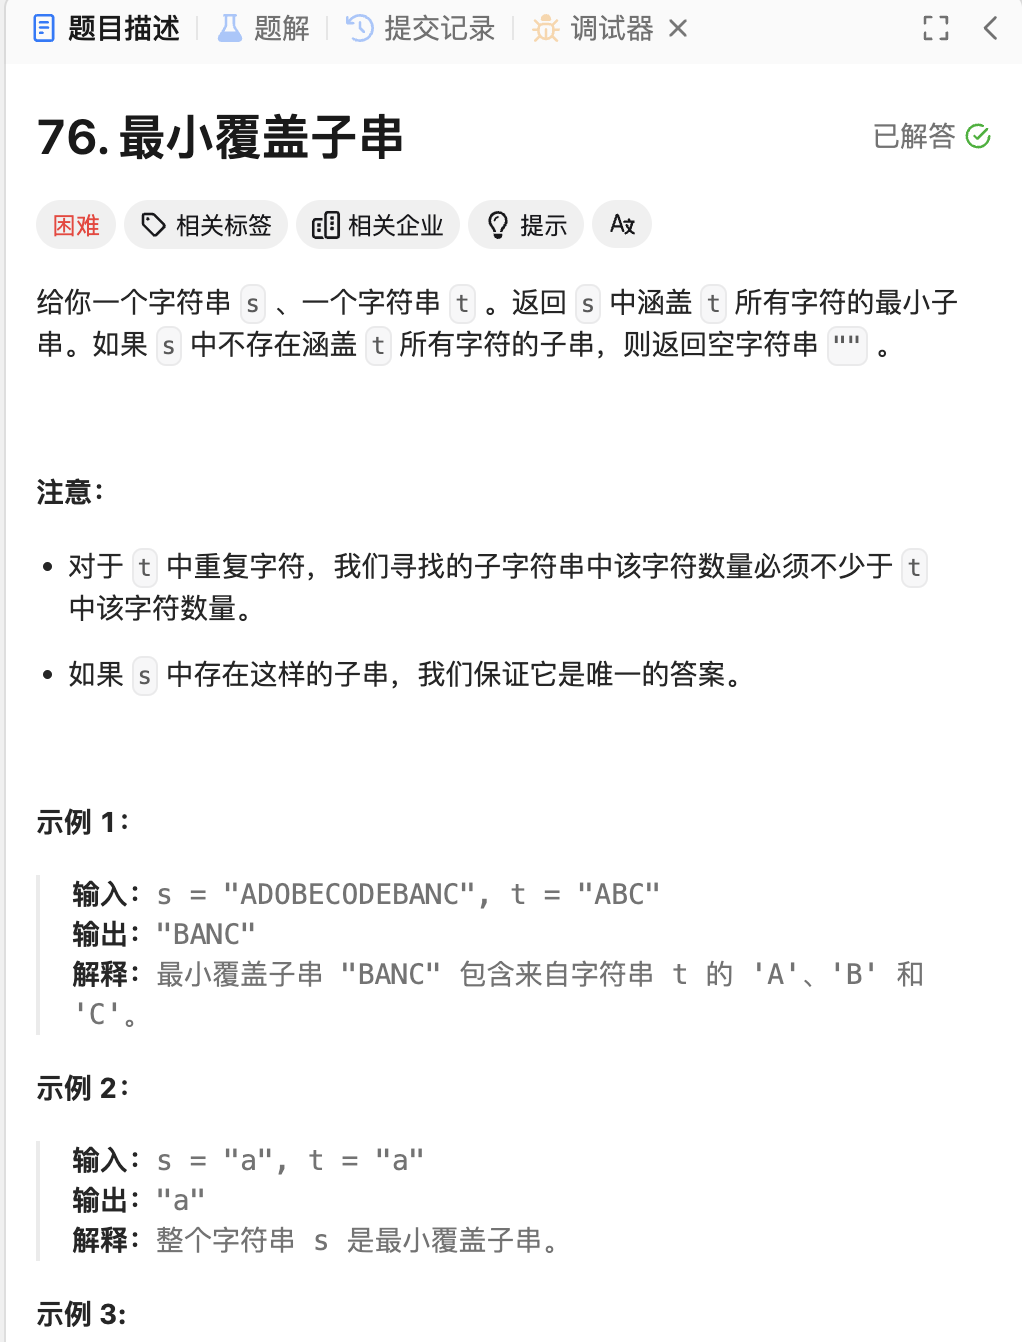 题目描述 题解 提交记录 调试器
76. 最小覆盖子串
已解答
困难 相关标签 相关企业 提示 A文
给你一个字符串 s 、一个字符串 t 。返回 s 中涵盖 t 所有字符的最小子
串。如果 s 中不存在涵盖 t 所有字符的子串，则返回空字符串 "" 。
注意：
• 对于 t 中重复字符，我们寻找的子字符串中该字符数量必须不少于 t
中该字符数量。
• 如果 s 中存在这样的子串，我们保证它是唯一的答案。
示例 1：
输入：s = "ADOBECODEBANC", t = "ABC"
输出："BANC"
解释：最小覆盖子串 "BANC" 包含来自字符串 t 的 'A'、'B' 和
'C'。
示例 2：
输入：s = "a", t = "a"
输出："a"
解释：整个字符串 s 是最小覆盖子串。
示例 3: